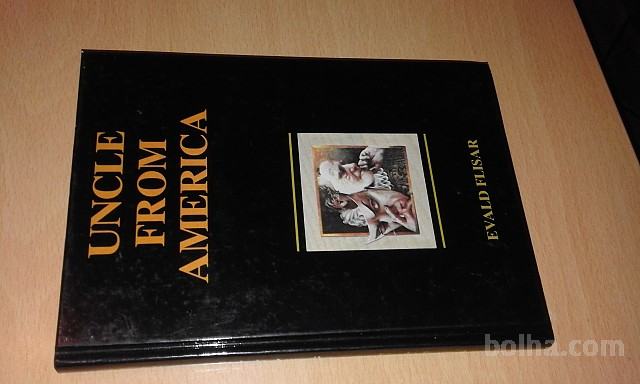 UNCLE
FROM
AMERICA
EVALD FLISAR
bolha.com